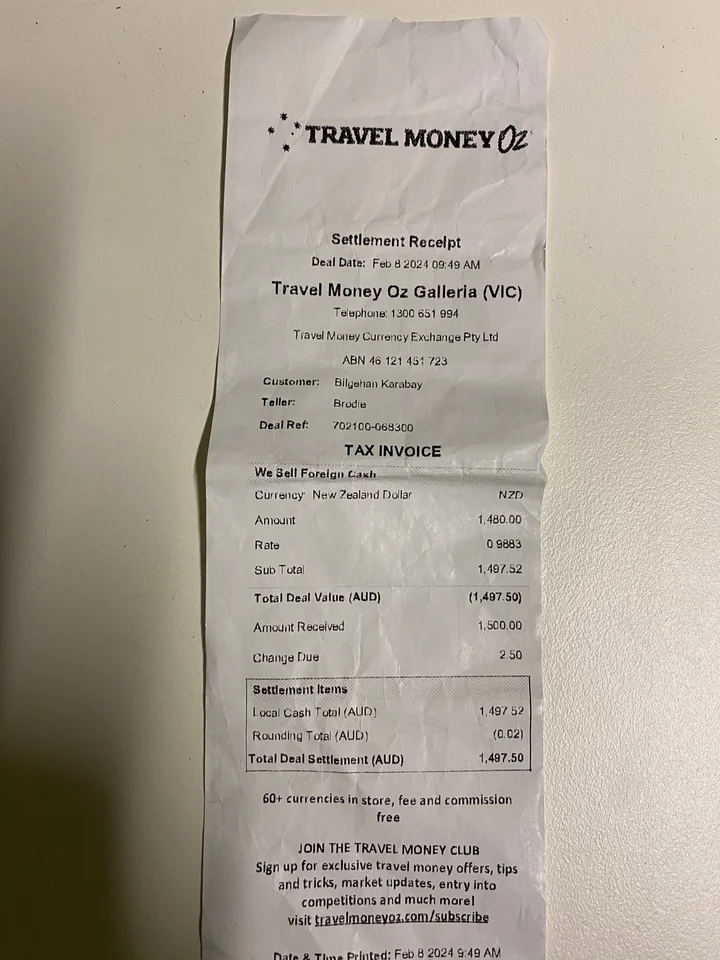 TRAVEL MONEY OZ
Settlement Receipt
Deal Date: Feb 8 2024 09:49 AM
Travel Money Oz Galleria (VIC)
Telephone: 1300 651 994
Travel Money Currency Exchange Pty Ltd
ABN 46 121 451 723
Customer: Bilgehan Karabay
Teller: Brodie
Deal Ref: 702100-068300
TAX INVOICE
We Sell Foreign Cash
Currency: New Zealand Dollar NZD
Amount 1,480.00
Rate 0.9883
Sub Total 1,497.52
Total Deal Value (AUD) (1,497.50)
Amount Received 1,500.00
Change Due 2.50
Settlement Items
Local Cash Total (AUD) 1,497.52
Rounding Total (AUD) (0.02)
Total Deal Settlement (AUD) 1,497.50
60+ currencies in store, fee and commission
free
JOIN THE TRAVEL MONEY CLUB
Sign up for exclusive travel money offers, tips
and tricks, market updates, entry into
competitions and much more!
visit travelmoneyoz.com/subscribe
Date & Time Printed: Feb 8 2024 9:49 AM